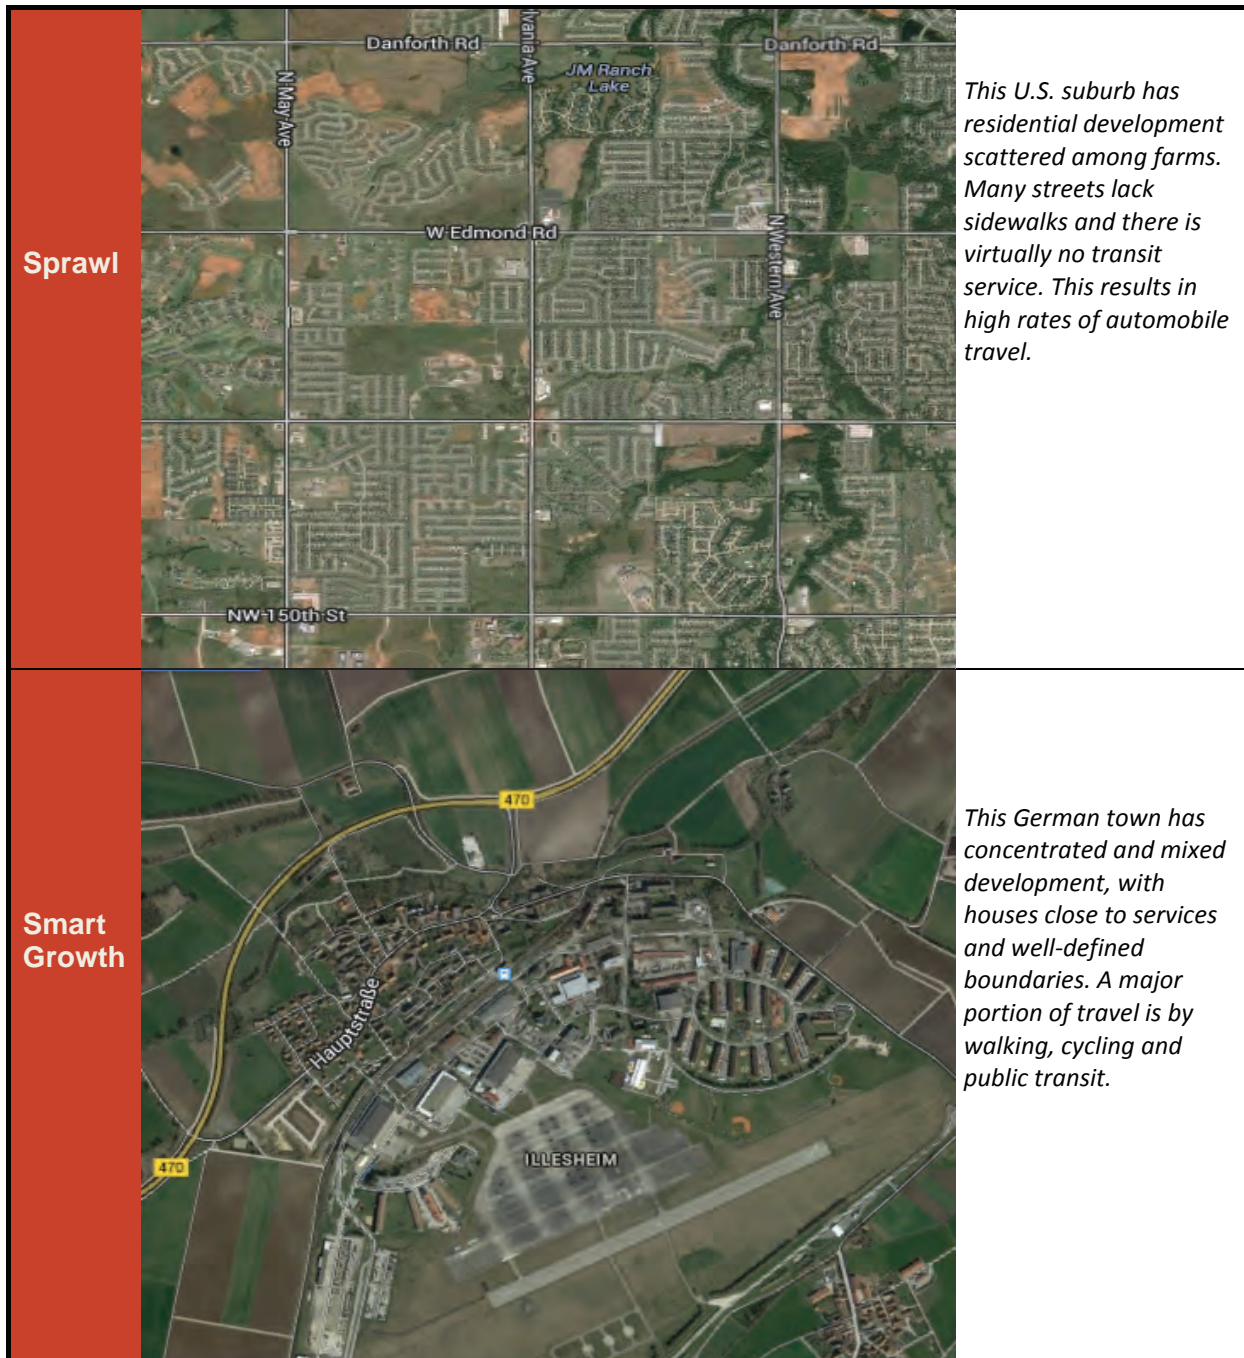 Sprawl
Danforth Rd
Danforth Rd
lvania Ave
N May Ave
JM Ranch
Lake
W Edmond Rd
N Western Ave
NW 150th St
This U.S. suburb has
residential development
scattered among farms.
Many streets lack
sidewalks and there is
virtually no transit
service. This results in
high rates of automobile
travel.
Smart
Growth
470
Hauptstraße
470
ILLESHEIM
This German town has
concentrated and mixed
development, with
houses close to services
and well-defined
boundaries. A major
portion of travel is by
walking, cycling and
public transit.